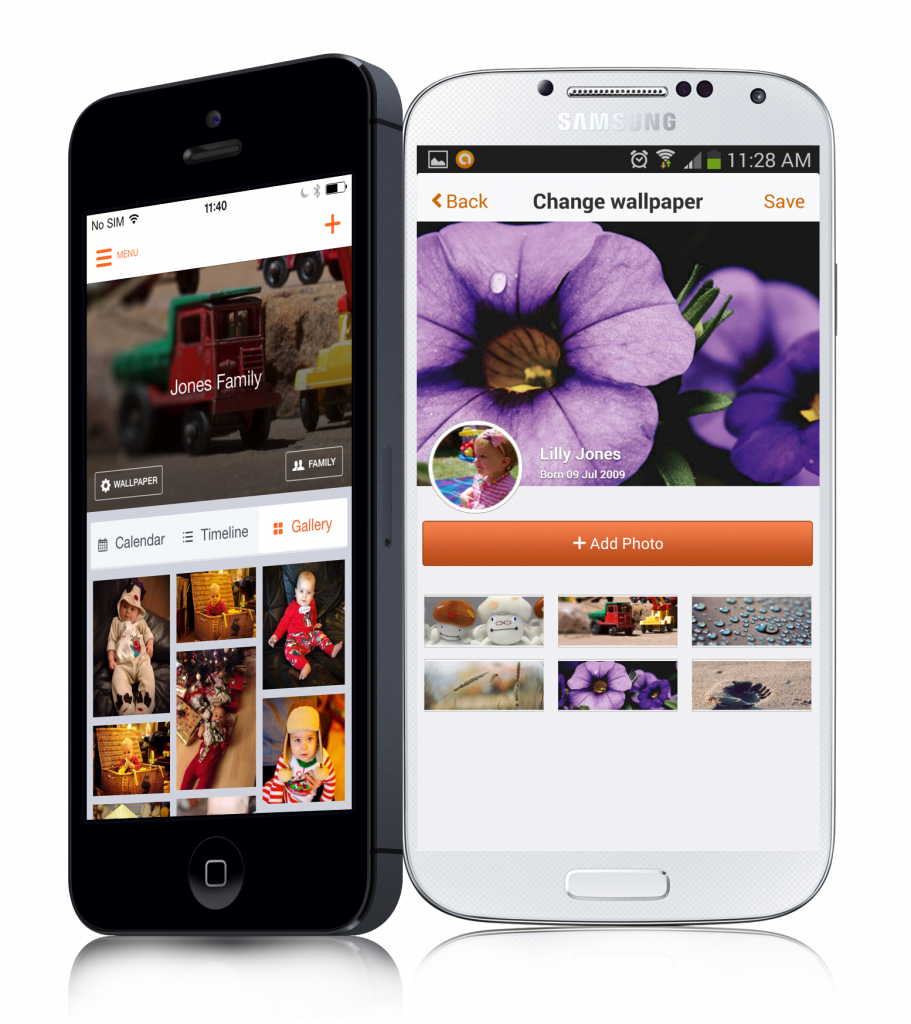 No SIM
11:40
MENU
Jones Family
WALLPAPER
FAMILY
Calendar
Timeline
Gallery
SAMSUNG
11:28 AM
Back
Change wallpaper
Save
Lilly Jones
Born 09 Jul 2009
+ Add Photo